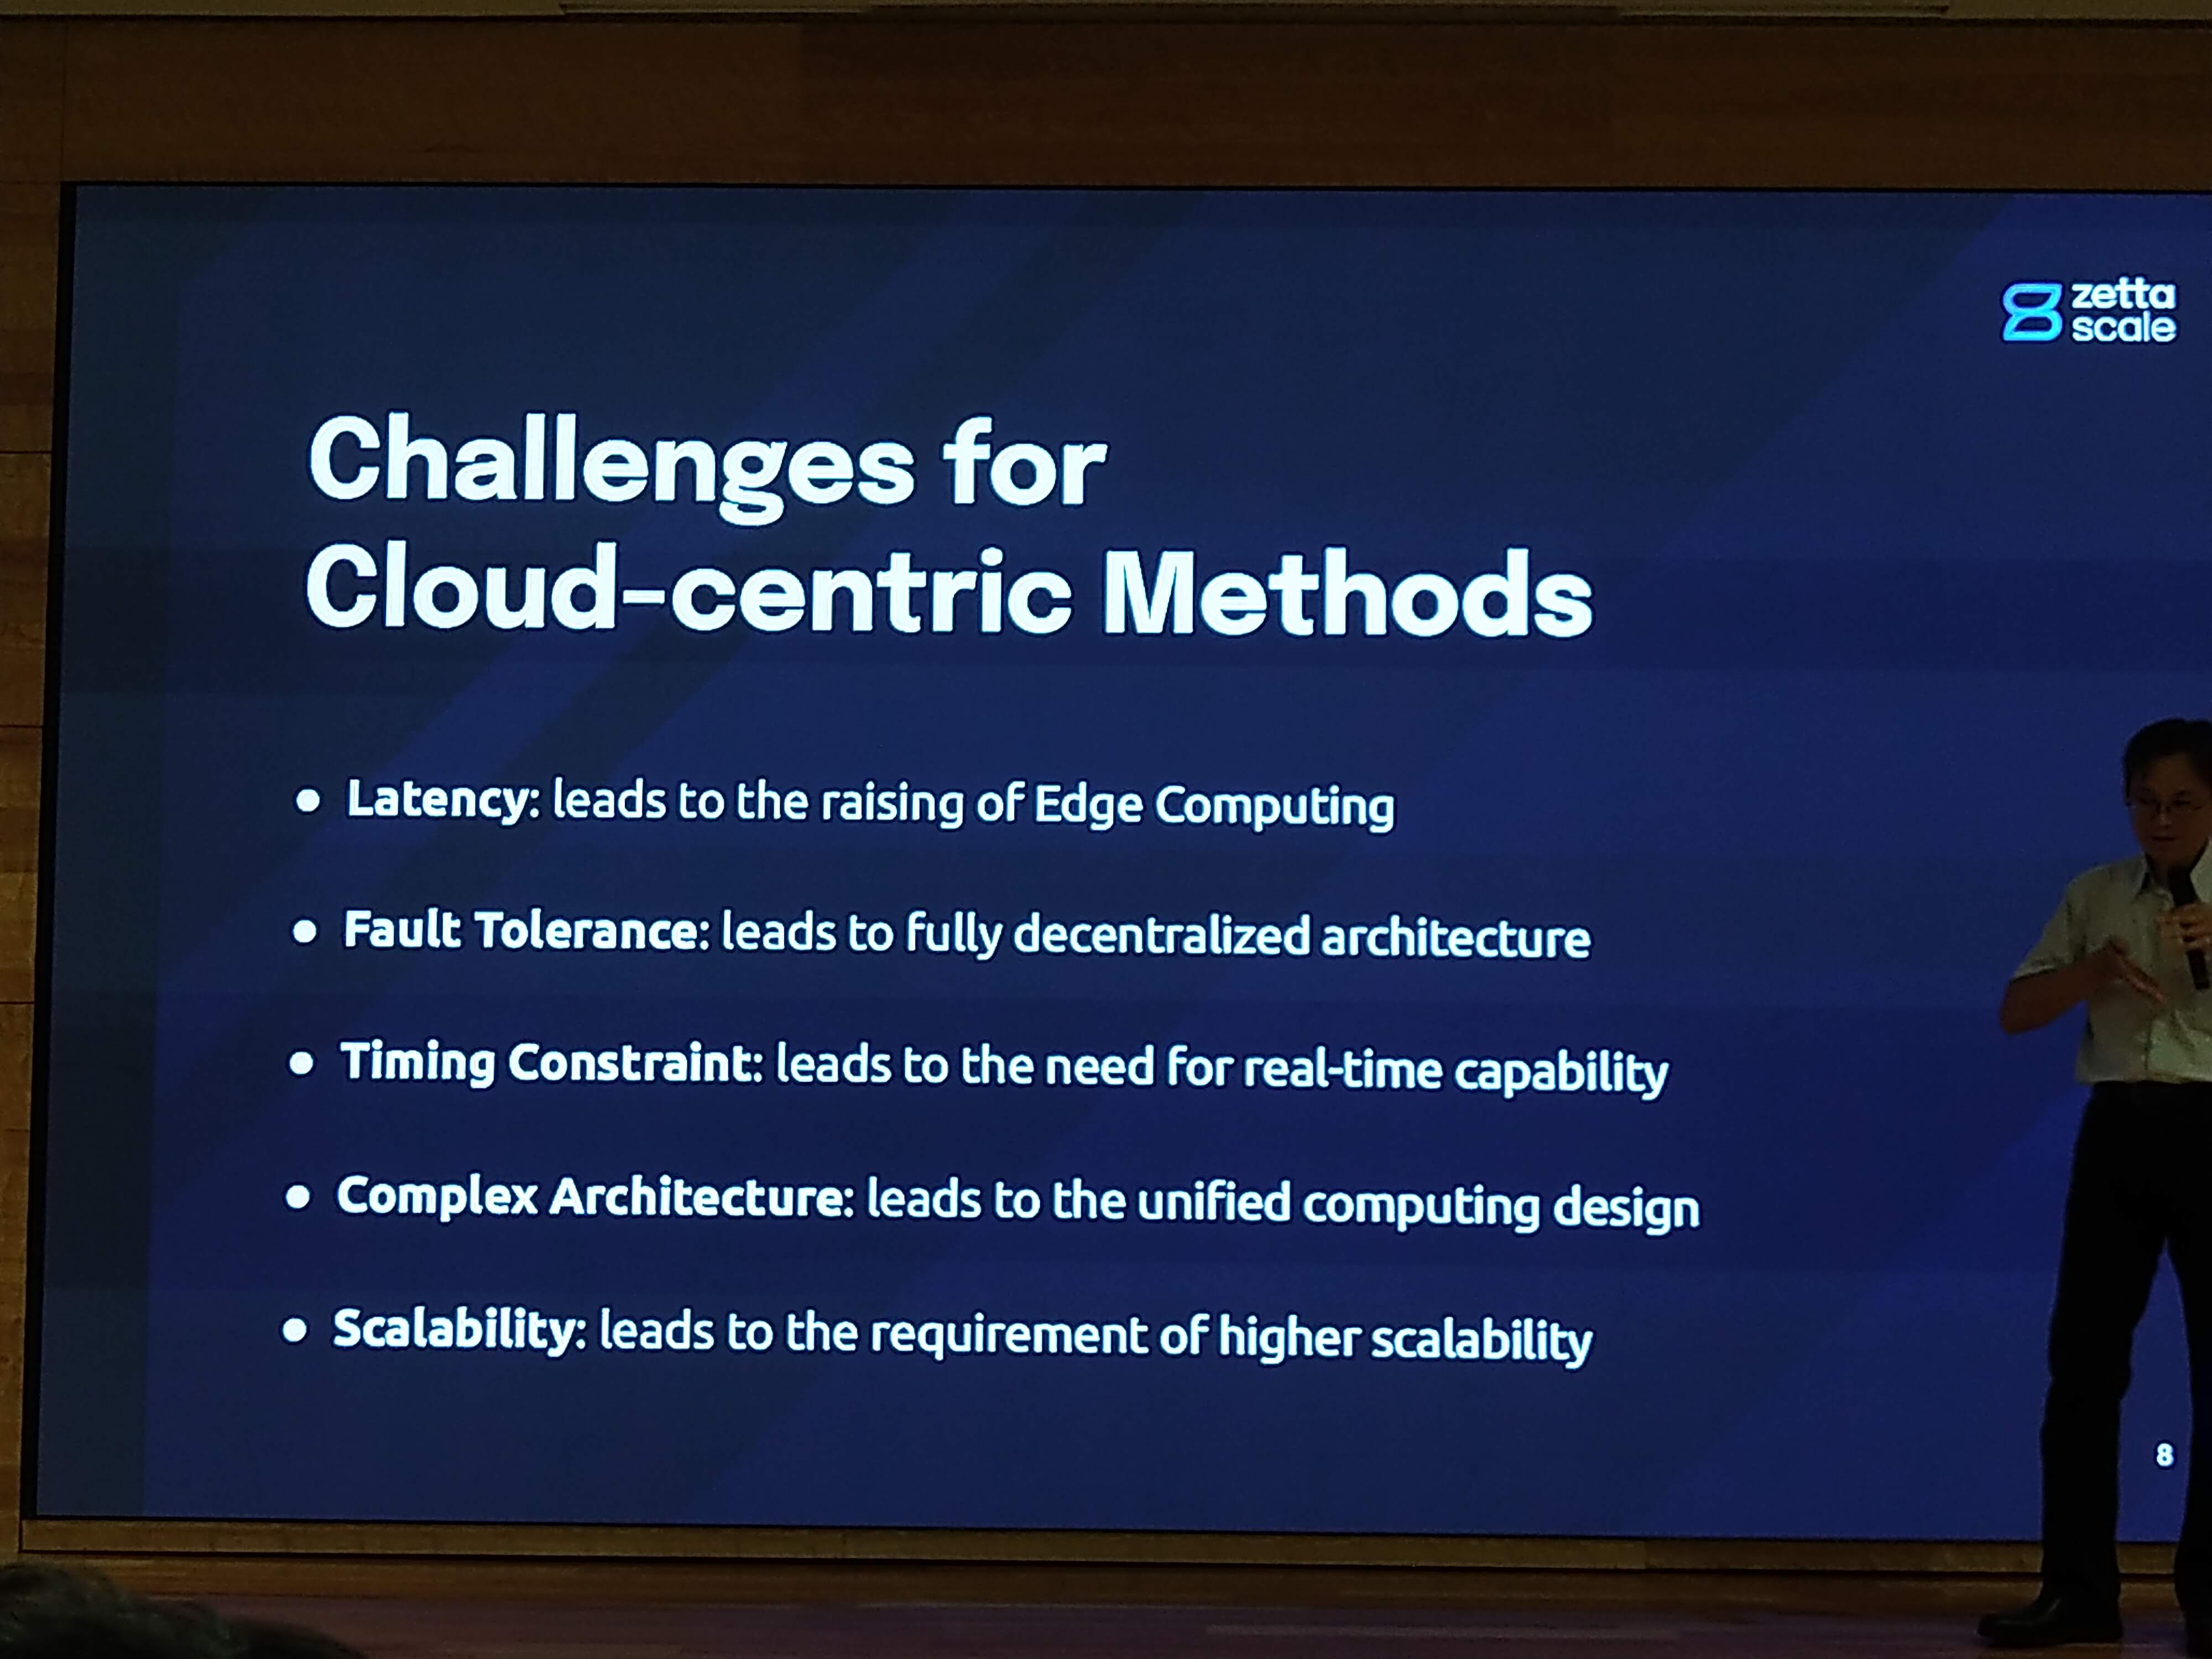 zetta
scale
Challenges for
Cloud-centric Methods
• Latency: leads to the raising of Edge Computing
• Fault Tolerance: leads to fully decentralized architecture
• Timing Constraint: leads to the need for real-time capability
• Complex Architecture: leads to the unified computing design
• Scalability: leads to the requirement of higher scalability
8